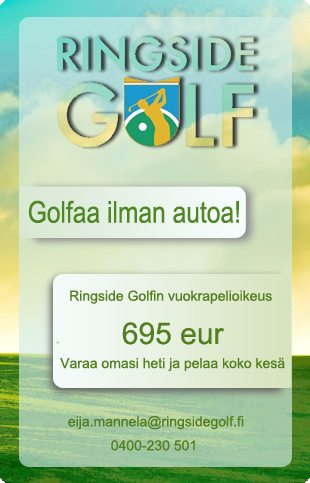 RINGSIDE
GOLF
Golfaa ilman autoa!
Ringside Golfin vuokrapelioikeus
695 eur
Varaa omasi heti ja pelaa koko kesä
eija.mannela@ringsidegolf.fi
0400-230 501